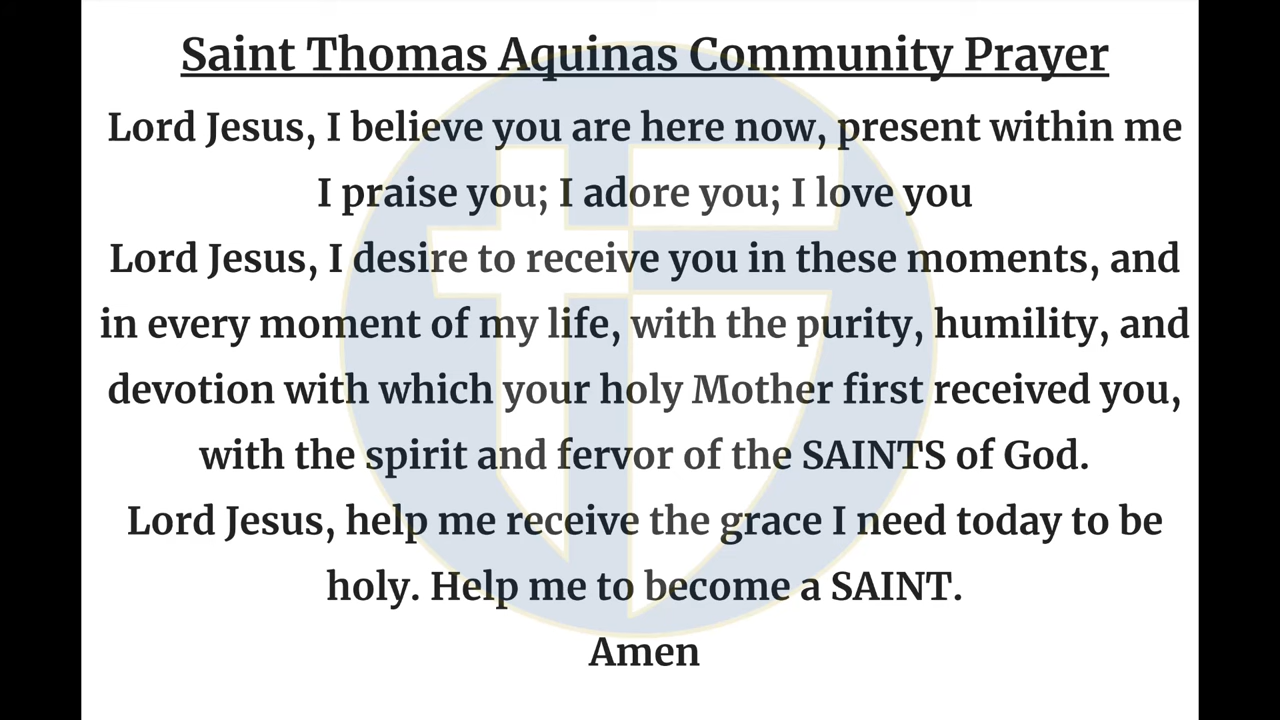 Saint Thomas Aquinas Community Prayer
Lord Jesus, I believe you are here now, present within me
I praise you; I adore you; I love you
Lord Jesus, I desire to receive you in these moments, and
in every moment of my life, with the purity, humility, and
devotion with which your holy Mother first received you,
with the spirit and fervor of the SAINTS of God.
Lord Jesus, help me receive the grace I need today to be
holy. Help me to become a SAINT.
Amen